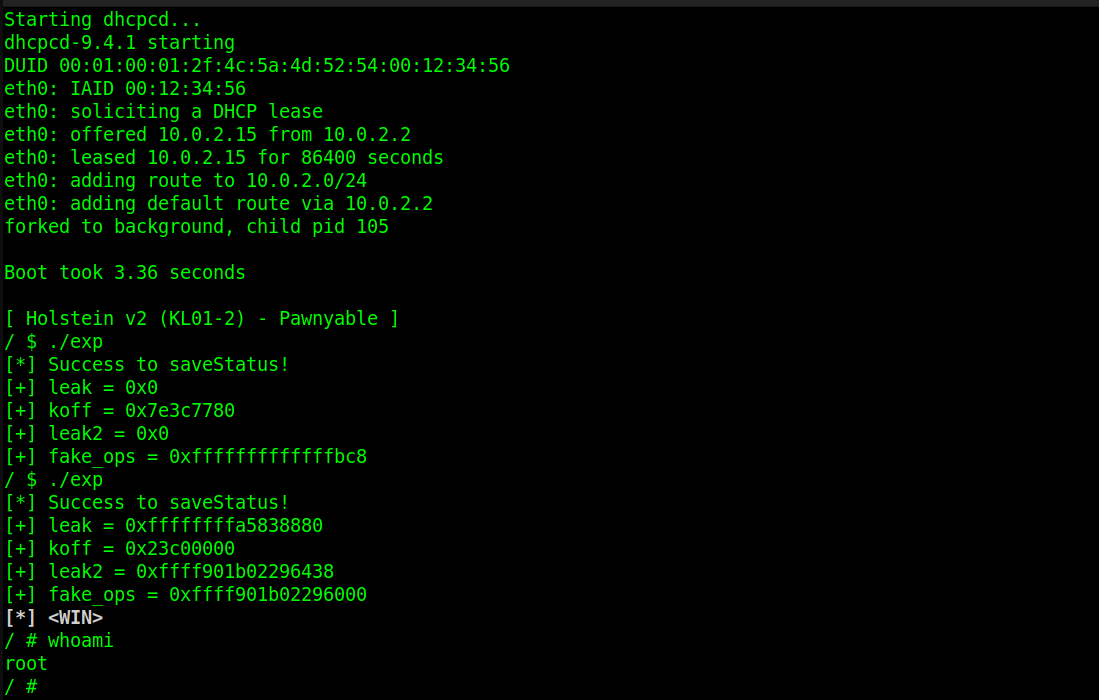 Starting dhcpcd...
dhcpcd-9.4.1 starting
DUID 00:01:00:01:2f:4c:5a:4d:52:54:00:12:34:56
eth0: IAID 00:12:34:56
eth0: soliciting a DHCP lease
eth0: offered 10.0.2.15 from 10.0.2.2
eth0: leased 10.0.2.15 for 86400 seconds
eth0: adding route to 10.0.2.0/24
eth0: adding default route via 10.0.2.2
forked to background, child pid 105
Boot took 3.36 seconds
[ Holstein v2 (KL01-2) - Pawnyable ]
/ $ ./exp
[*] Success to saveStatus!
[+] leak = 0x0
[+] koff = 0x7e3c7780
[+] leak2 = 0x0
[+] fake_ops = 0xfffffffffffffbc8
/ $ ./exp
[*] Success to saveStatus!
[+] leak = 0xffffffffa5838880
[+] koff = 0x23c00000
[+] leak2 = 0xffff901b02296438
[+] fake_ops = 0xffff901b02296000
[*] <WIN>
/ # whoami
root
/ #